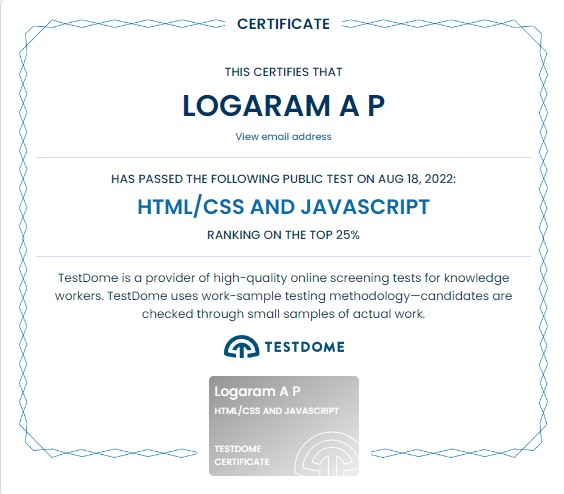 CERTIFICATE
THIS CERTIFIES THAT
LOGARAM A P
View email address
HAS PASSED THE FOLLOWING PUBLIC TEST ON AUG 18, 2022:
HTML/CSS AND JAVASCRIPT
RANKING ON THE TOP 25%
TestDome is a provider of high-quality online screening tests for knowledge
workers. TestDome uses work-sample testing methodology—candidates are
checked through small samples of actual work.
TESTDOME
Logaram A P
HTML/CSS AND JAVASCRIPT
TESTDOME
CERTIFICATE